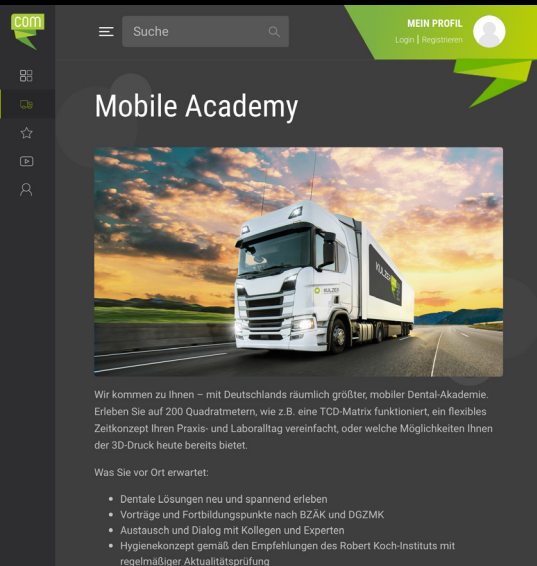 com
Suche
MEIN PROFIL
Login | Registrieren
Mobile Academy
KULZER
KULZER
Wir kommen zu Ihnen – mit Deutschlands räumlich größter, mobiler Dental-Akademie.
Erleben Sie auf 200 Quadratmetern, wie z.B. eine TCD-Matrix funktioniert, ein flexibles
Zeitkonzept Ihren Praxis- und Laboralltag vereinfacht, oder welche Möglichkeiten Ihnen
der 3D-Druck heute bereits bietet.
Was Sie vor Ort erwartet:
• Dentale Lösungen neu und spannend erleben
• Vorträge und Fortbildungspunkte nach BZÄK und DGZMK
• Austausch und Dialog mit Kollegen und Experten
• Hygienekonzept gemäß den Empfehlungen des Robert Koch-Instituts mit
regelmäßiger Aktualitätsprüfung